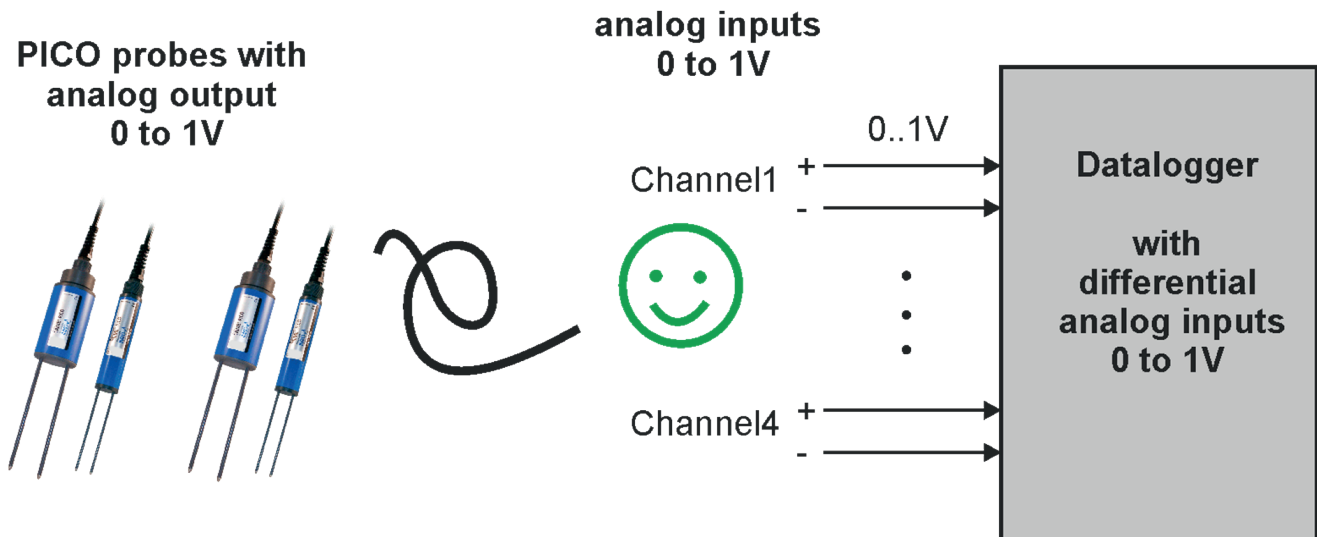 PICO probes with
analog output
0 to 1V
analog inputs
0 to 1V
Channel1
+
-
0..1V
Channel4
+
-
Datalogger
with
differential
analog inputs
0 to 1V